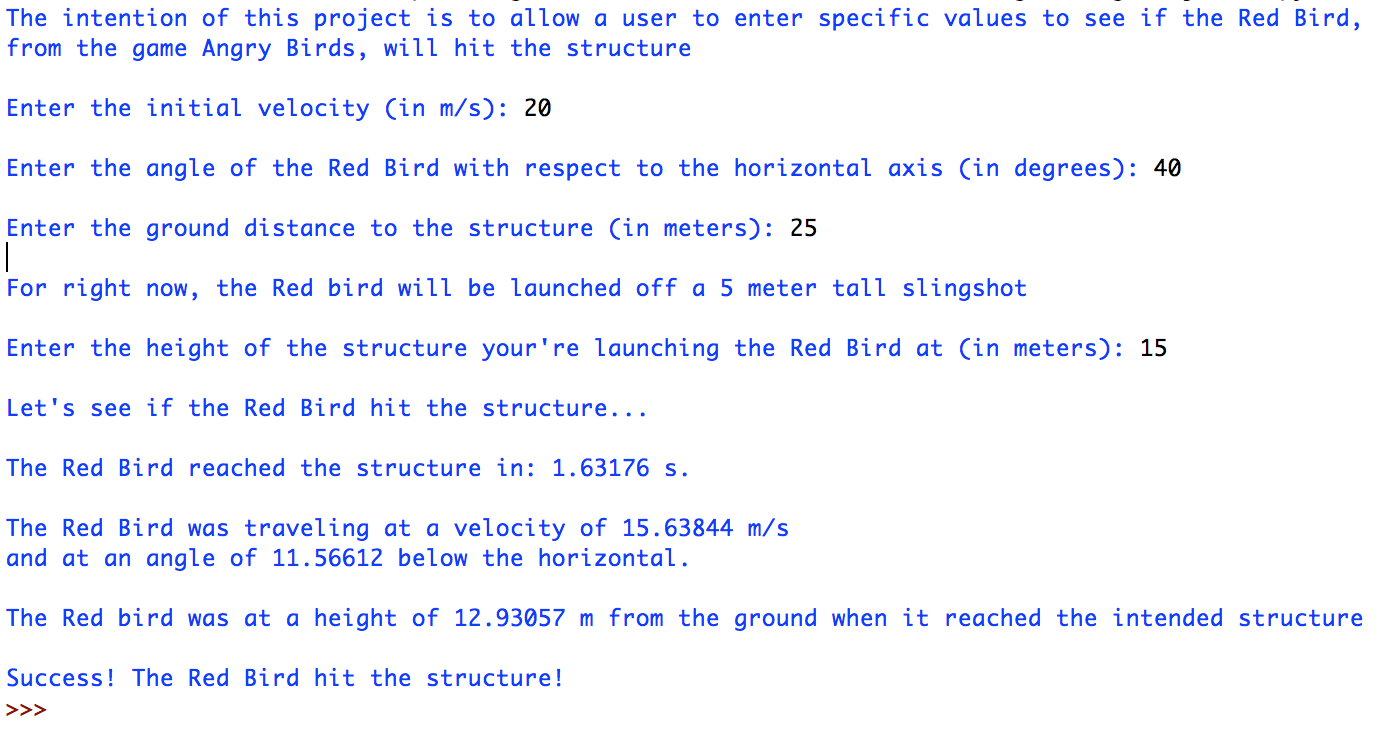 The intention of this project is to allow a user to enter specific values to see if the Red Bird,
from the game Angry Birds, will hit the structure
Enter the initial velocity (in m/s): 20
Enter the angle of the Red Bird with respect to the horizontal axis (in degrees): 40
Enter the ground distance to the structure (in meters): 25
For right now, the Red bird will be launched off a 5 meter tall slingshot
Enter the height of the structure your're launching the Red Bird at (in meters): 15
Let's see if the Red Bird hit the structure...
The Red Bird reached the structure in: 1.63176 s.
The Red Bird was traveling at a velocity of 15.63844 m/s
and at an angle of 11.56612 below the horizontal.
The Red bird was at a height of 12.93057 m from the ground when it reached the intended structure
Success! The Red Bird hit the structure!
>>>